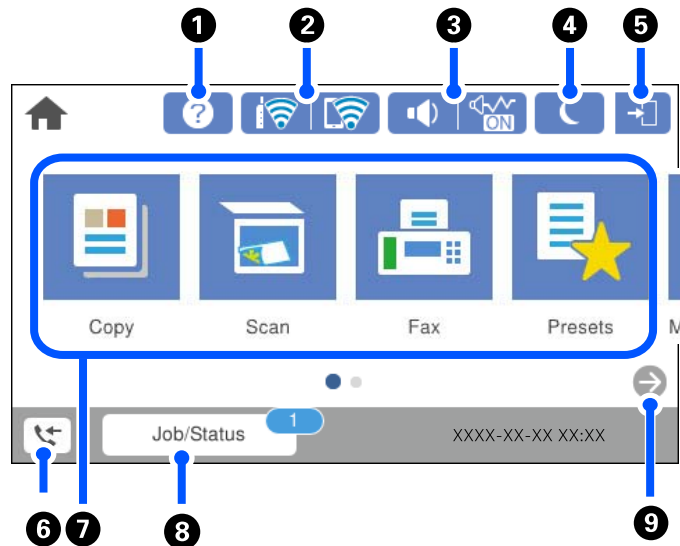 1 2 3 4 5
?
ON
Copy Scan Fax Presets M
1
Job/Status XXXX-XX-XX XX:XX
6 7 8 9